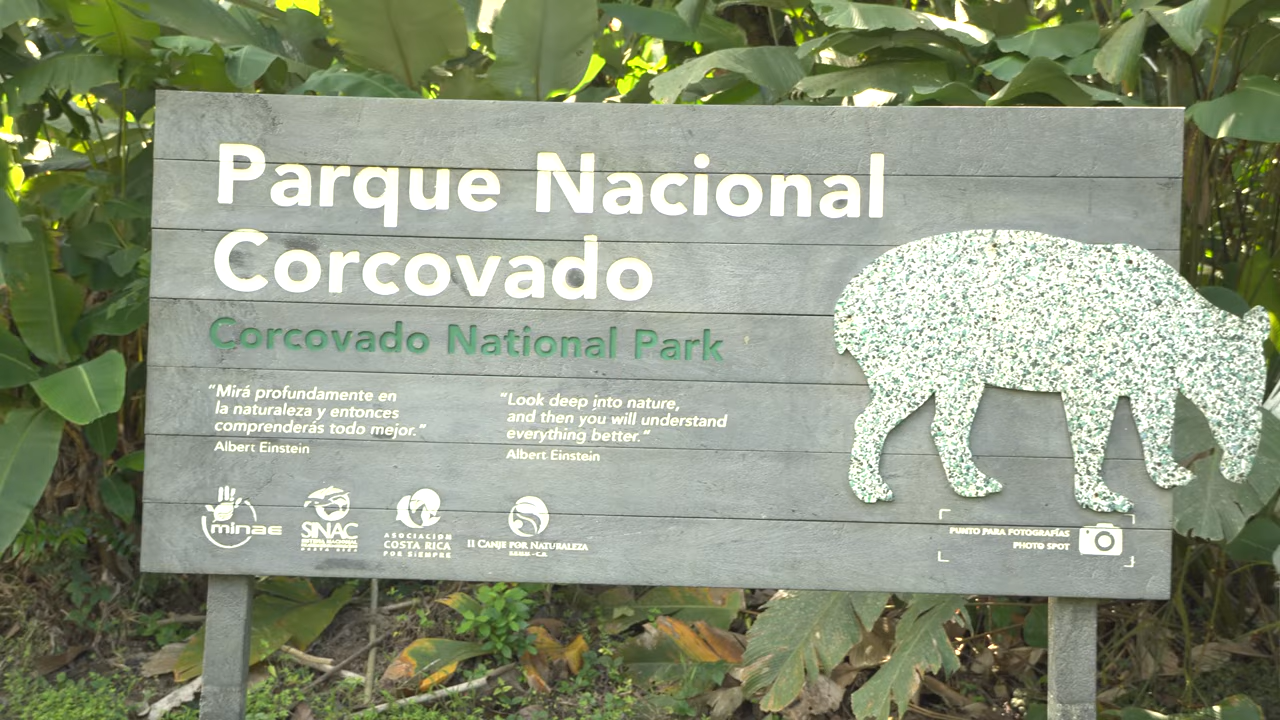 Parque Nacional
Corcovado
Corcovado National Park
“Mirá profundamente en
la naturaleza y entonces
comprenderás todo mejor.”
Albert Einstein
“Look deep into nature,
and then you will understand
everything better.”
Albert Einstein
minae
SINAC
ASOCIACIÓN
COSTA RICA
POR SIEMPRE
II CANJE POR NATURALEZA
PUNTO PARA FOTOGRAFÍAS
PHOTO SPOT